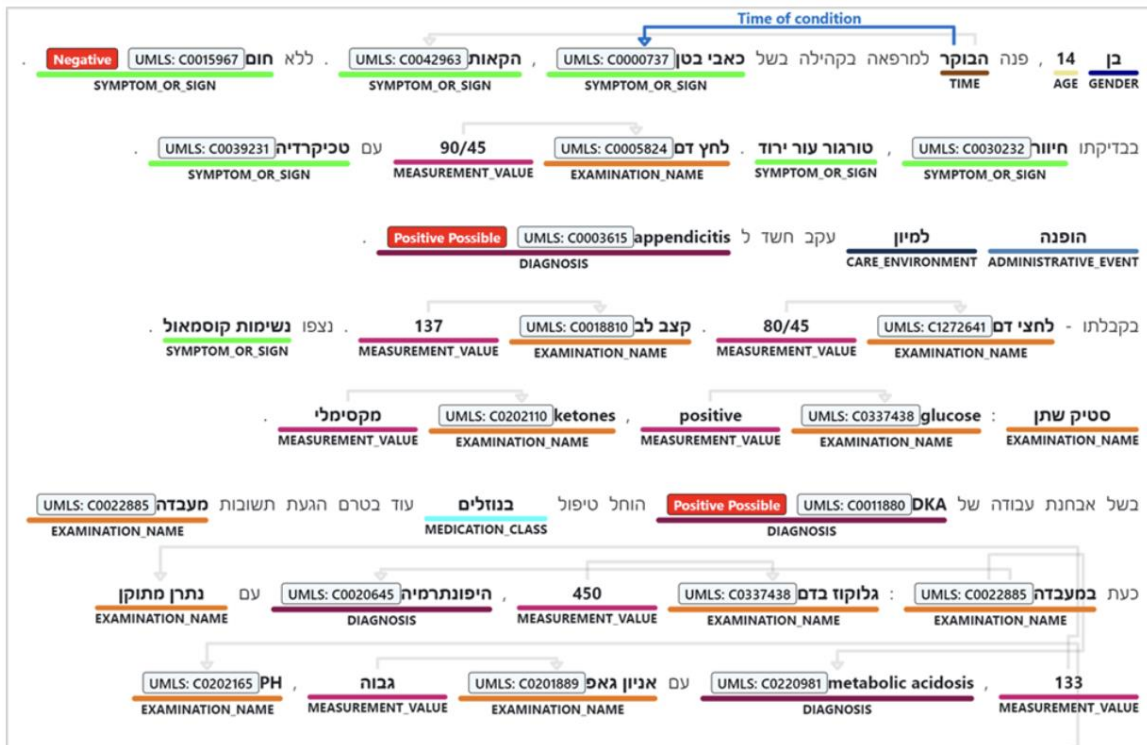 Time of condition
בן 14 , פנה הבוקר למרפאה בקהילה בשל כאבי בטן UMLS: C0000737 , הקאות UMLS: C0042963 . ללא חום UMLS: C0015967 Negative .
GENDER AGE TIME SYMPTOM_OR_SIGN SYMPTOM_OR_SIGN SYMPTOM_OR_SIGN
בבדיקתו חיוור UMLS: C0030232 , טורגור עור ירוד . לחץ דם UMLS: C0005824 90/45 עם טכיקרדיה UMLS: C0039231 .
SYMPTOM_OR_SIGN SYMPTOM_OR_SIGN EXAMINATION_NAME MEASUREMENT_VALUE SYMPTOM_OR_SIGN
הופנה למיון עקב חשד ל appendicitis UMLS: C0003615 Positive Possible .
ADMINISTRATIVE_EVENT CARE_ENVIRONMENT DIAGNOSIS
בקבלתו - לחצי דם UMLS: C1272641 80/45 . קצב לב UMLS: C0018810 137 . נצפו נשימות קוסמאול .
EXAMINATION_NAME MEASUREMENT_VALUE EXAMINATION_NAME MEASUREMENT_VALUE SYMPTOM_OR_SIGN
סטיק שתן : glucose UMLS: C0337438 positive , ketones UMLS: C0202110 מקסימלי .
EXAMINATION_NAME EXAMINATION_NAME MEASUREMENT_VALUE EXAMINATION_NAME MEASUREMENT_VALUE
בשל אבחנת עבודה של DKA UMLS: C0011880 Positive Possible הוחל טיפול בנוזלים עוד בטרם הגעת תשובות מעבדה UMLS: C0022885
DIAGNOSIS MEDICATION_CLASS EXAMINATION_NAME
כעת במעבדה UMLS: C0022885 : גלוקוז בדם UMLS: C0337438 450 , היפונתרמיה UMLS: C0020645 עם נתרן מתוקן
EXAMINATION_NAME EXAMINATION_NAME MEASUREMENT_VALUE DIAGNOSIS EXAMINATION_NAME
133 , metabolic acidosis UMLS: C0220981 עם אניון גאפ UMLS: C0201889 גבוה , PH UMLS: C0202165
MEASUREMENT_VALUE DIAGNOSIS EXAMINATION_NAME MEASUREMENT_VALUE EXAMINATION_NAME